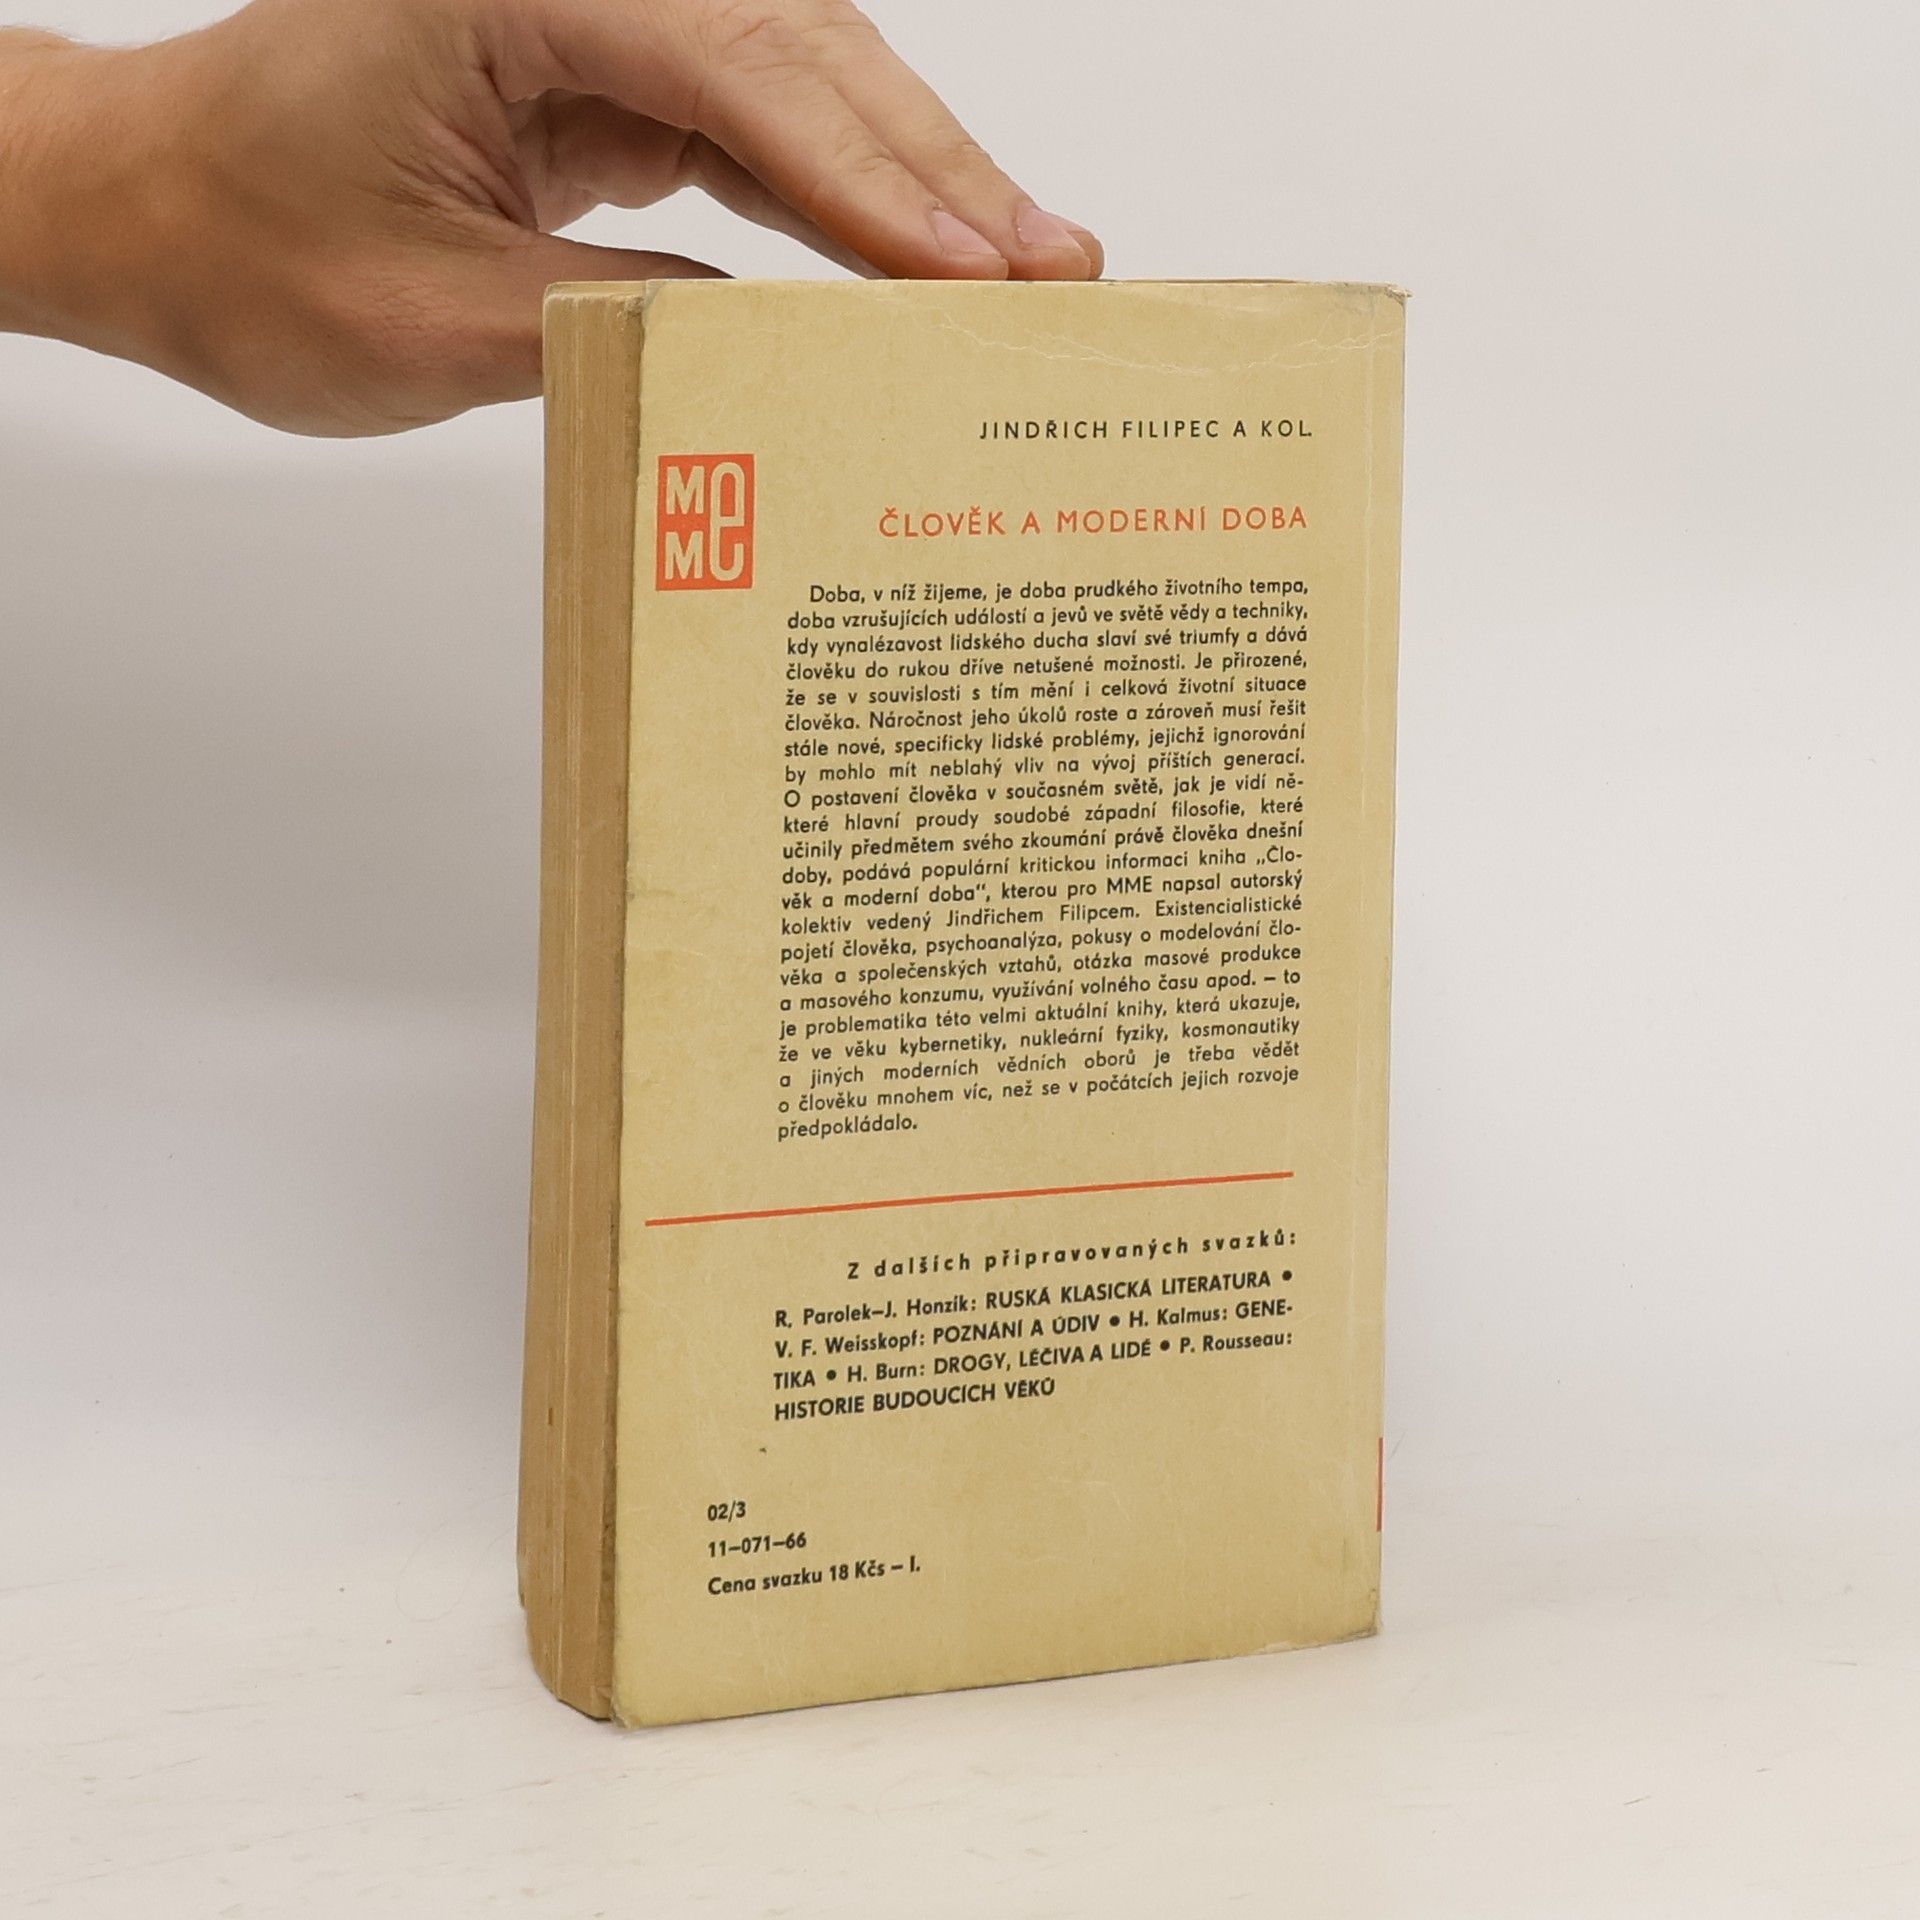 JINDŘICH FILIPEC A KOL.
ČLOVĚK A MODERNÍ DOBA
Doba, v níž žijeme, je doba prudkého životního tempa,
doba vzrušujících událostí a jevů ve světě vědy a techniky,
kdy vynalézavost lidského ducha slaví své triumfy a dává
člověku do rukou dříve netušené možnosti. Je přirozené,
že se v souvislosti s tím mění i celková životní situace
člověka. Náročnost jeho úkolů roste a zároveň musí řešit
stále nové, specificky lidské problémy, jejichž ignorování
by mohlo mít neblahý vliv na vývoj příštích generací.
O postavení člověka v současném světě, jak je vidí ně-
které hlavní proudy soudobé západní filosofie, které
učinily předmětem svého zkoumání právě člověka dnešní
doby, podává populární kritickou informaci kniha „Člo-
věk a moderní doba“, kterou pro MME napsal autorský
kolektiv vedený Jindřichem Filipcem. Existencialistické
pojetí člověka, psychoanalýza, pokusy o modelování člo-
věka a společenských vztahů, otázka masové produkce
a masového konzumu, využívání volného času apod. – to
je problematika této velmi aktuální knihy, která ukazuje,
že ve věku kybernetiky, nukleární fyziky, kosmonautiky
a jiných moderních vědních oborů je třeba vědět
o člověku mnohem víc, než se v počátcích jejich rozvoje
předpokládalo.
Z dalších připravovaných svazků:
R. Parolek–J. Honzík: RUSKÁ KLASICKÁ LITERATURA •
V. F. Weisskopf: POZNÁNÍ A ÚDIV • H. Kalmus: GENE-
TIKA • H. Burn: DROGY, LÉČIVA A LIDÉ • P. Rousseau:
HISTORIE BUDOUCÍCH VĚKŮ
02/3
11–071–66
Cena svazku 18 Kčs – I.